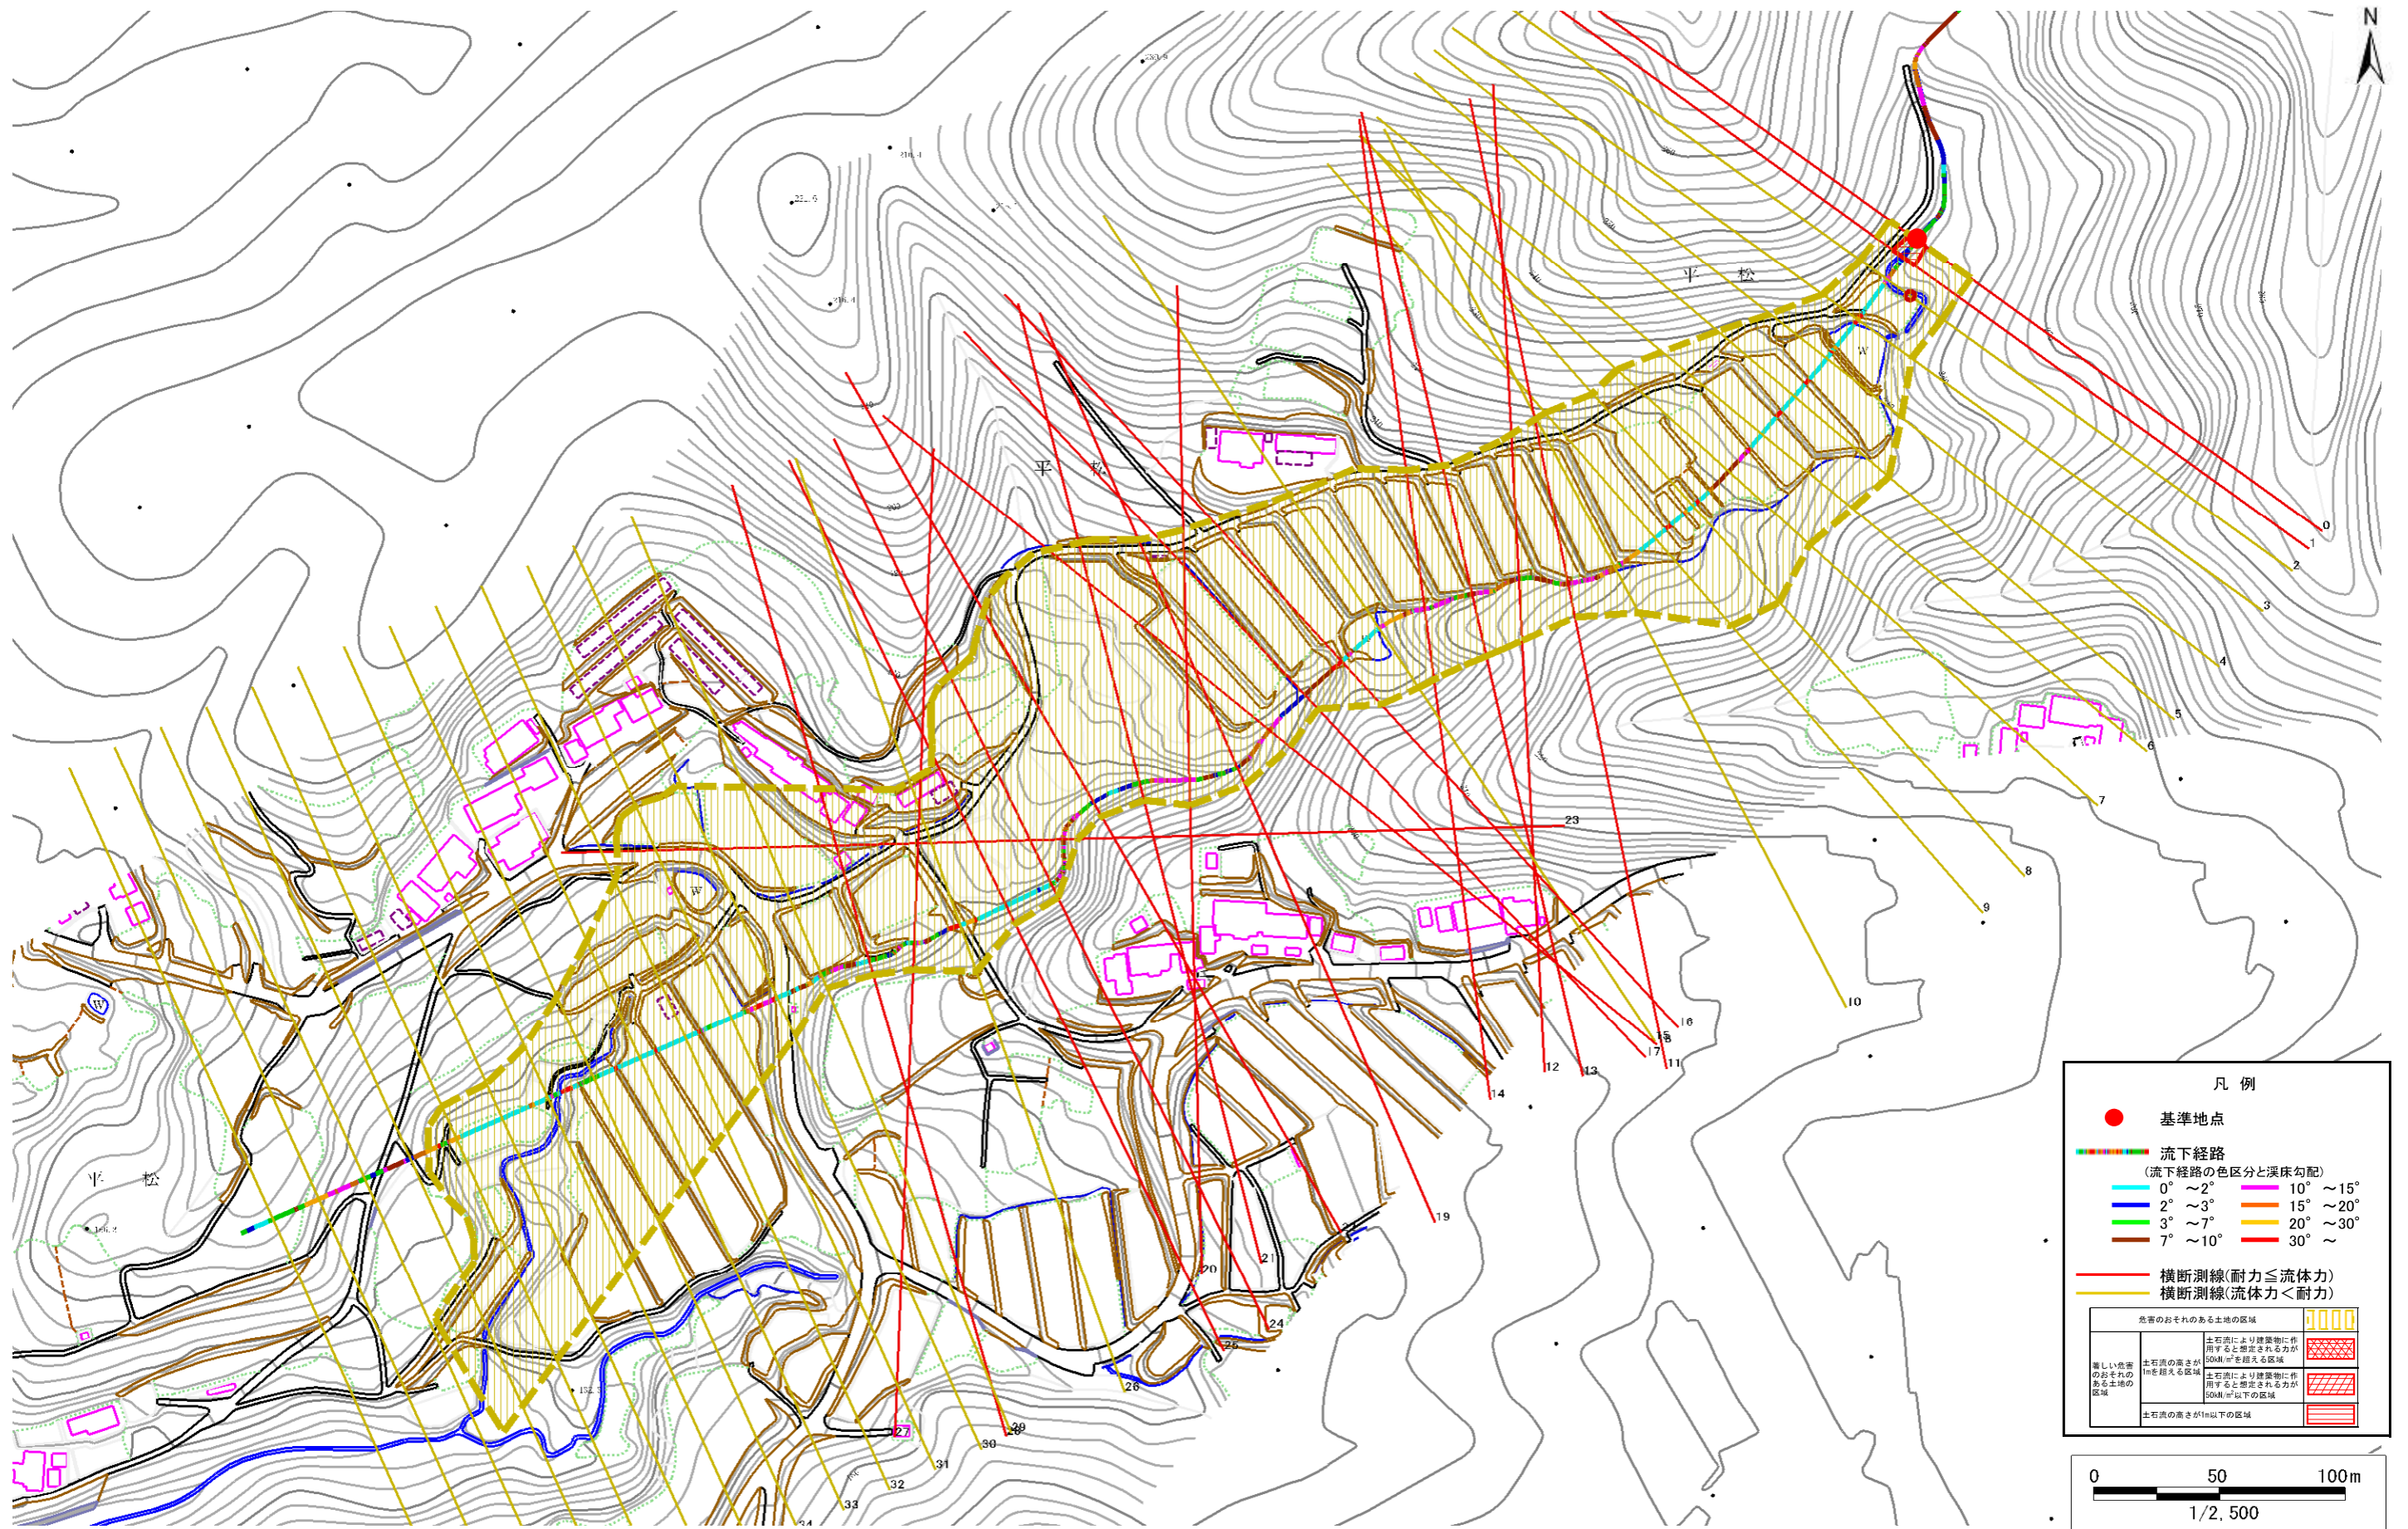 N
平 松
平 松
平 松
216.4
0
1
2
3
4
5
6
7
8
9
10
11
12
13
14
15
16
17
19
20
21
23
24
25
26
27
29
30
31
32
33
34
W
W
W
凡 例
基準地点
流下経路
(流下経路の色区分と渓床勾配)
0° ～2° 10° ～15°
2° ～3° 15° ～20°
3° ～7° 20° ～30°
7° ～10° 30° ～
横断測線(耐力≦流体力)
横断測線(流体力＜耐力)
危害のおそれのある土地の区域
著しい危害のおそれのある土地の区域
土石流の高さが1mを超える区域
土石流により建築物に作用すると想定される力が50kN/㎡を超える区域
土石流により建築物に作用すると想定される力が50kN/㎡以下の区域
土石流の高さが1m以下の区域
0 50 100m
1/2,500